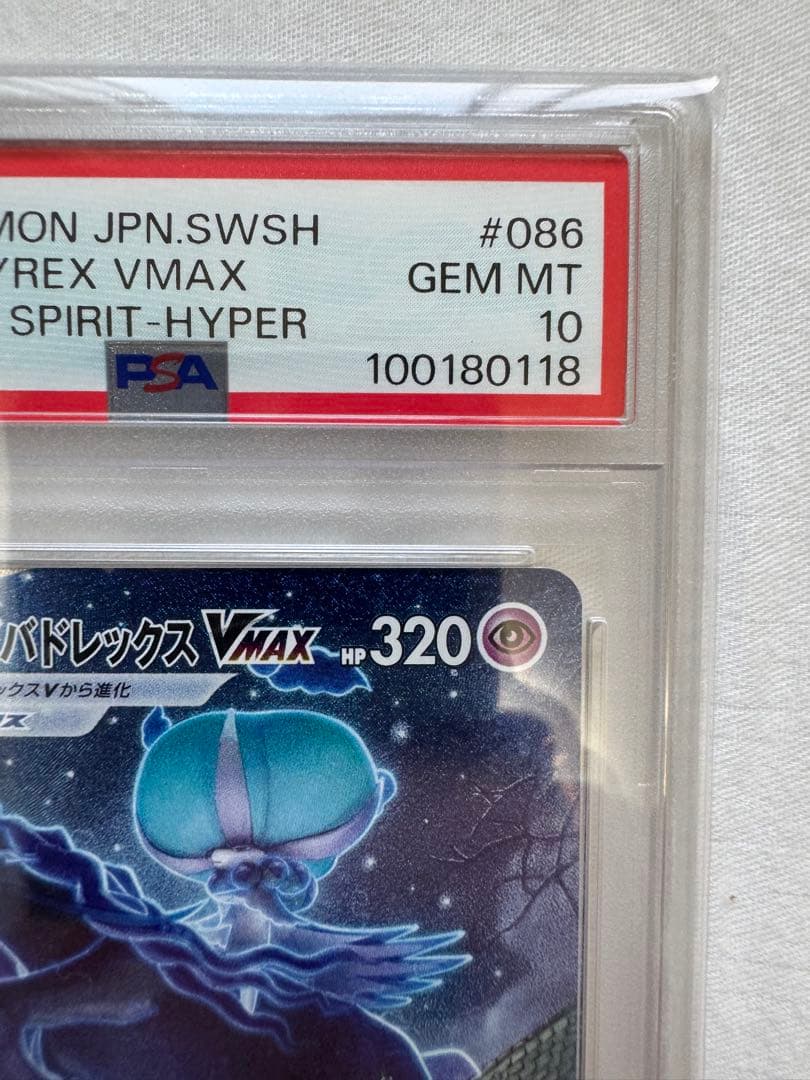 MON JPN.SWSH #086
YREX VMAX GEM MT
SPIRIT-HYPER 10
PSA 100180118
バドレックス VMAX HP 320
ックスVから進化